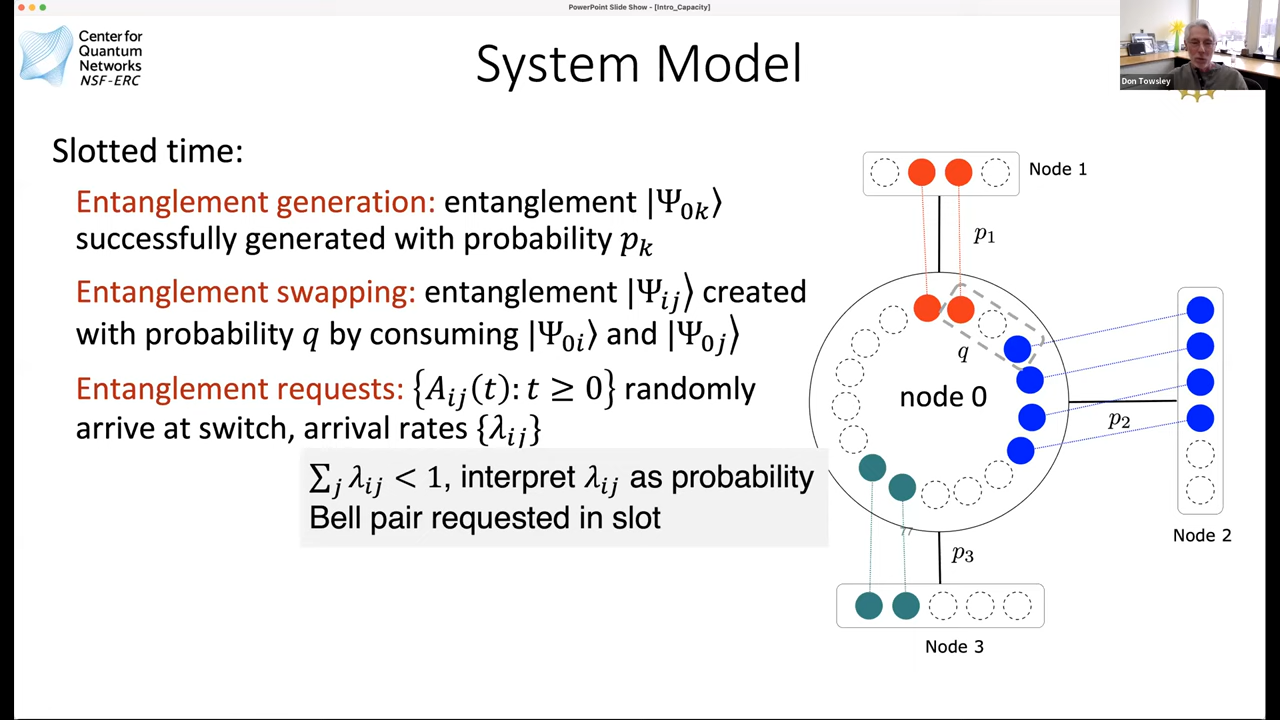 PowerPoint Slide Show - [Intro_Capacity]
Center for
Quantum
Networks
NSF-ERC
System Model
Don Towsley
Slotted time:
Entanglement generation: entanglement |Ψ₀ₖ⟩
successfully generated with probability pₖ
Entanglement swapping: entanglement |Ψᵢⱼ⟩ created
with probability q by consuming |Ψ₀ᵢ⟩ and |Ψ₀ⱼ⟩
Entanglement requests: {Aᵢⱼ(t): t ≥ 0} randomly
arrive at switch, arrival rates {λᵢⱼ}
∑ⱼ λᵢⱼ < 1, interpret λᵢⱼ as probability
Bell pair requested in slot
Node 1
p₁
q
node 0
p₂
Node 2
p₃
Node 3